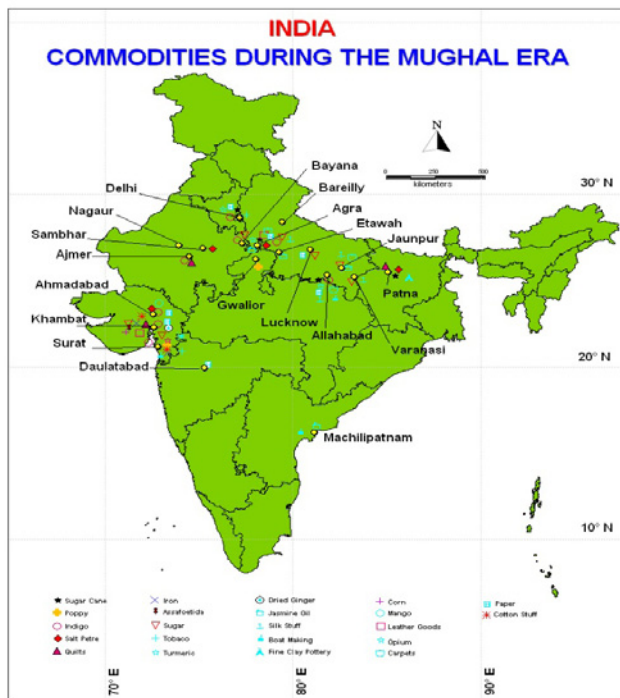 INDIA
COMMODITIES DURING THE MUGHAL ERA
N
0 250 500
kilometers
Bayana
Delhi
Bareilly
30° N
Nagaur
Agra
Etawah
Sambhar
Jaunpur
Ajmer
Ahmadabad
Gwalior
Patna
Khambat
Lucknow
Allahabad
Surat
Varanasi
20° N
Daulatabad
Machilipatnam
10° N
Sugar Cane
Poppy
Indigo
Salt Petre
Quilts
Iron
Assafoetids
Sugar
Tobaco
Turmeric
Dried Ginger
Jasmine Oil
Silk Stuff
Boat Making
Fine Clay Pottery
Corn
Mango
Leather Goods
Opium
Carpets
Paper
Cotton Stuff
70° E
80° E
90° E